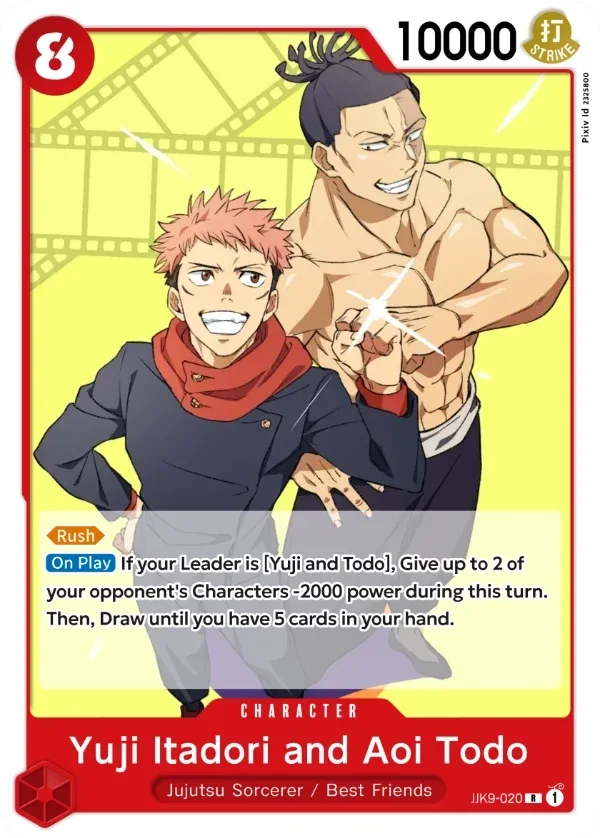 8
10000
打
STRIKE
Pixiv Id 2325800
Rush
On Play If your Leader is [Yuji and Todo], Give up to 2 of
your opponent's Characters -2000 power during this turn.
Then, Draw until you have 5 cards in your hand.
CHARACTER
Yuji Itadori and Aoi Todo
Jujutsu Sorcerer / Best Friends
JJK9-020 R 1